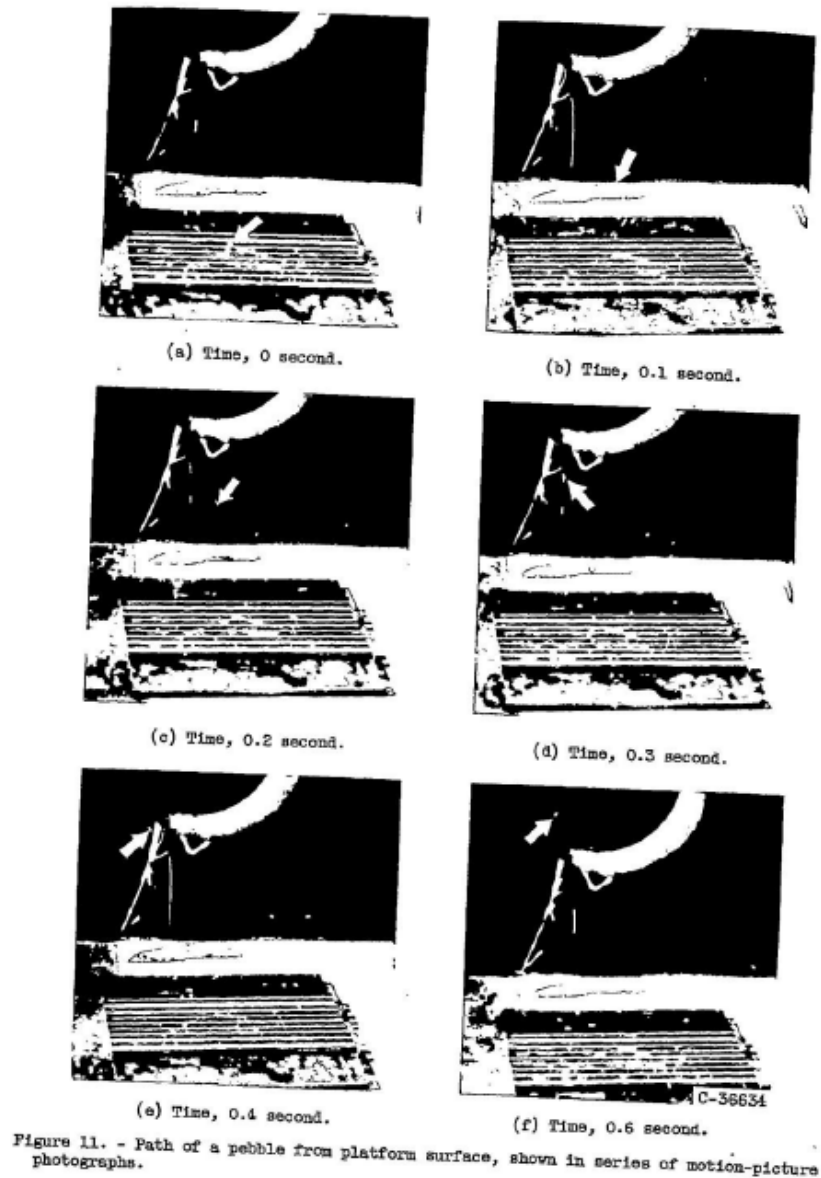 (a) Time, 0 second.
(b) Time, 0.1 second.
(c) Time, 0.2 second.
(d) Time, 0.3 second.
(e) Time, 0.4 second.
C-36634
(f) Time, 0.6 second.
Figure 11. - Path of a pebble from platform surface, shown in series of motion-picture
photographs.